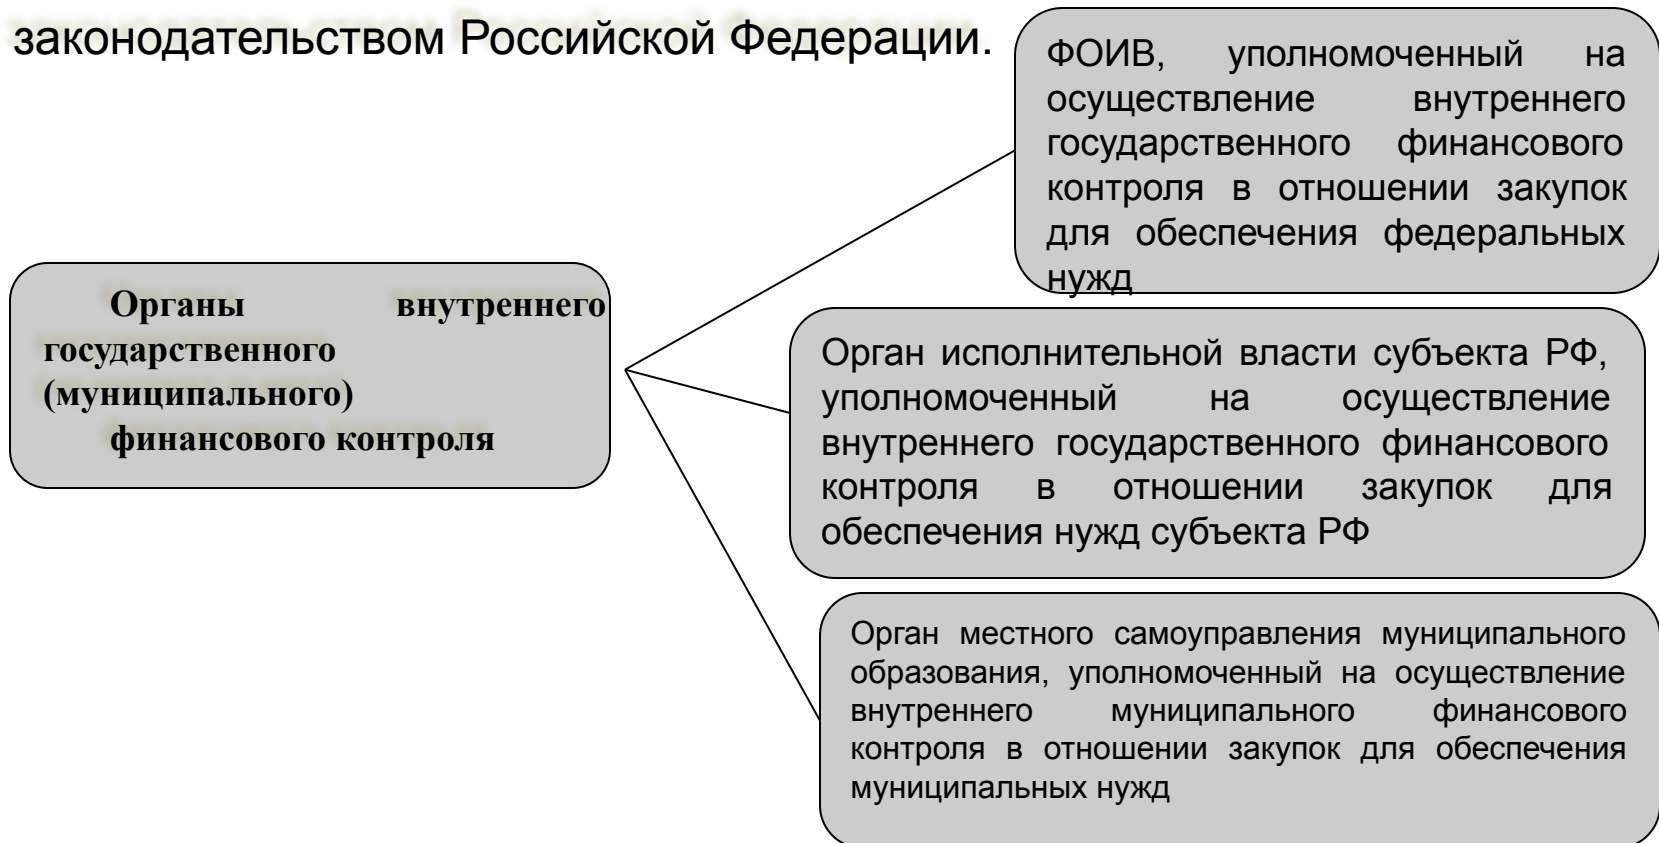 законодательством Российской Федерации.
ФОИВ, уполномоченный на
осуществление внутреннего
государственного финансового
контроля в отношении закупок
для обеспечения федеральных
нужд
Органы внутреннего
государственного
(муниципального)
финансового контроля
Орган исполнительной власти субъекта РФ,
уполномоченный на осуществление
внутреннего государственного финансового
контроля в отношении закупок для
обеспечения нужд субъекта РФ
Орган местного самоуправления муниципального
образования, уполномоченный на осуществление
внутреннего муниципального финансового
контроля в отношении закупок для обеспечения
муниципальных нужд